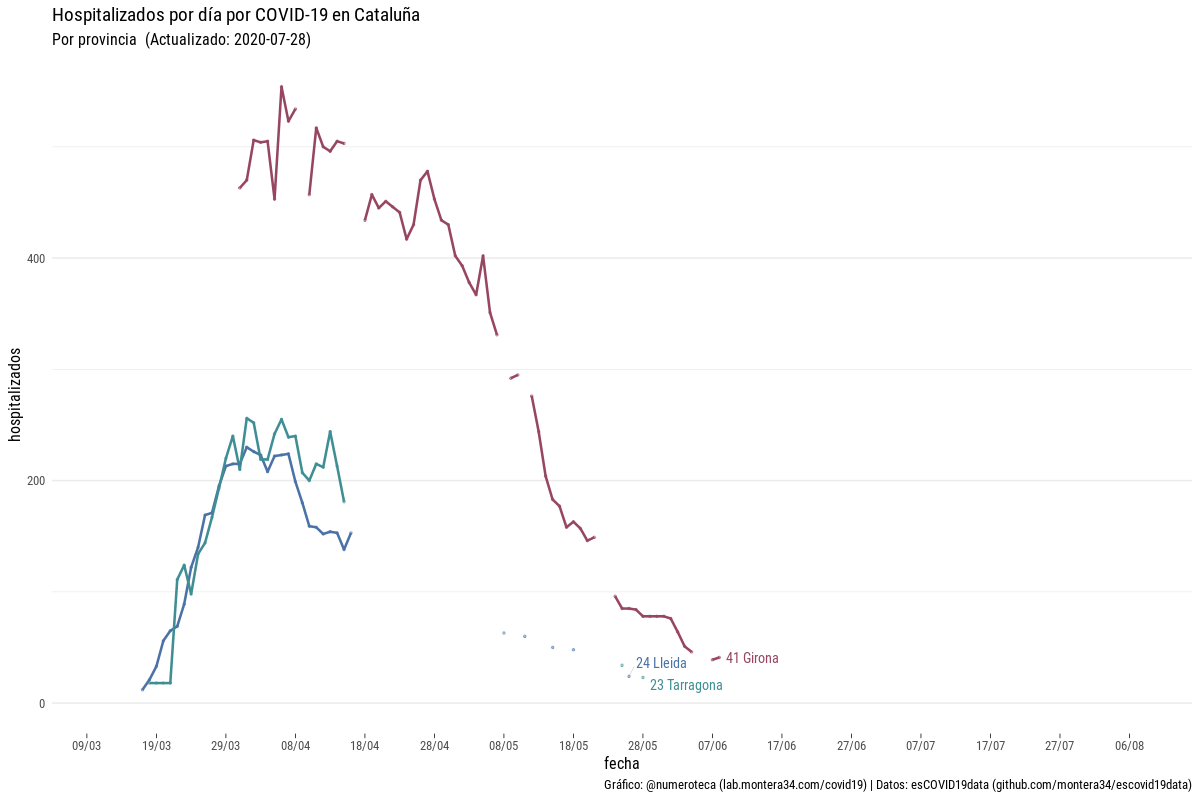 Hospitalizados por día por COVID-19 en Cataluña
Por provincia (Actualizado: 2020-07-28)
hospitalizados
400
200
0
41 Girona
24 Lleida
23 Tarragona
09/03 19/03 29/03 08/04 18/04 28/04 08/05 18/05 28/05 07/06 17/06 27/06 07/07 17/07 27/07 06/08
fecha
Gráfico: @numeroteca (lab.montera34.com/covid19) | Datos: esCOVID19data (github.com/montera34/escovid19data)